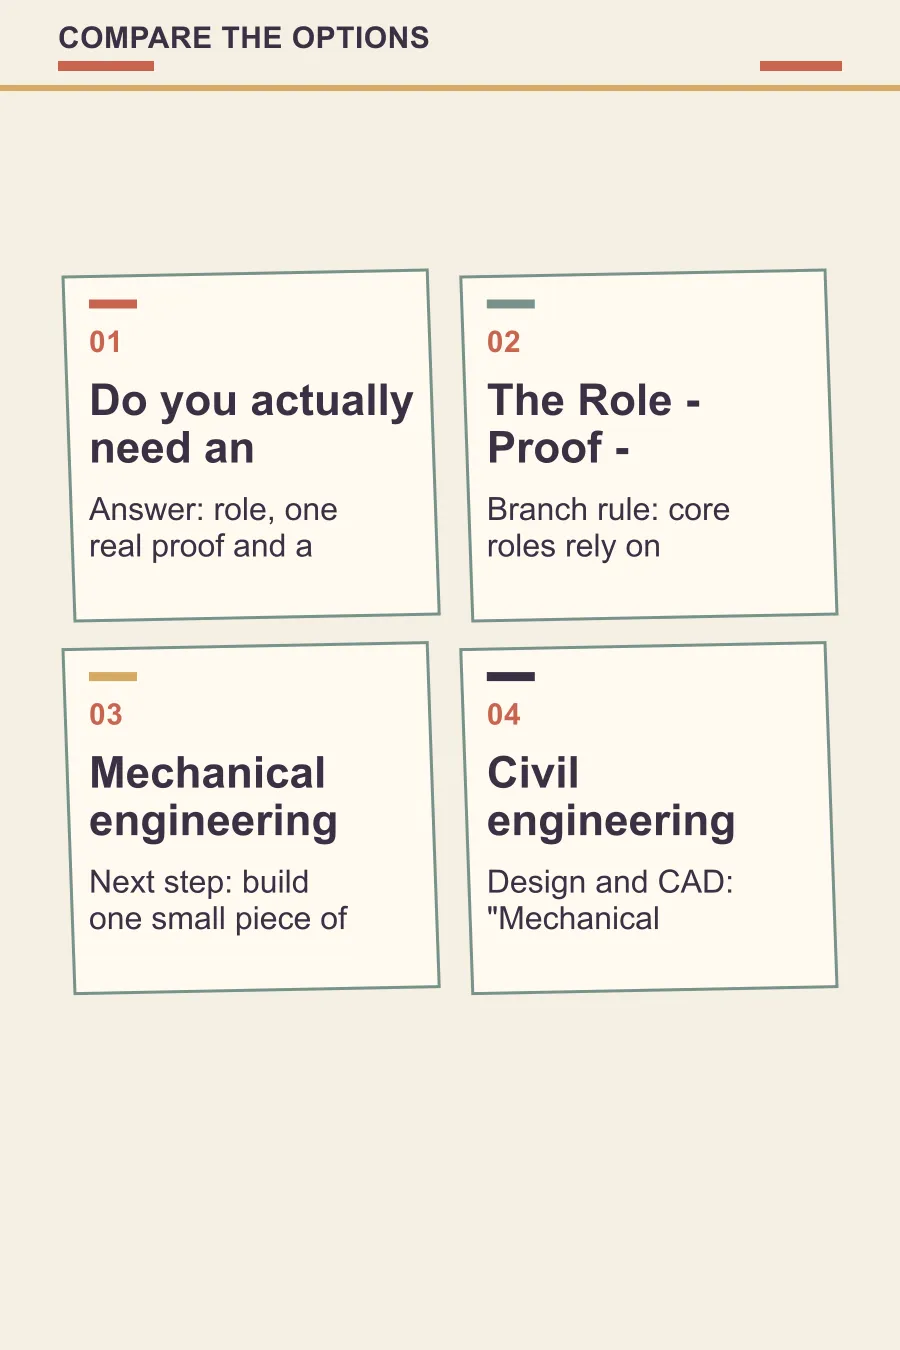 COMPARE THE OPTIONS
01
Do you actually
need an
Answer: role, one
real proof and a
02
The Role -
Proof -
Branch rule: core
roles rely on
03
Mechanical
engineering
Next step: build
one small piece of
04
Civil
engineering
Design and CAD:
"Mechanical